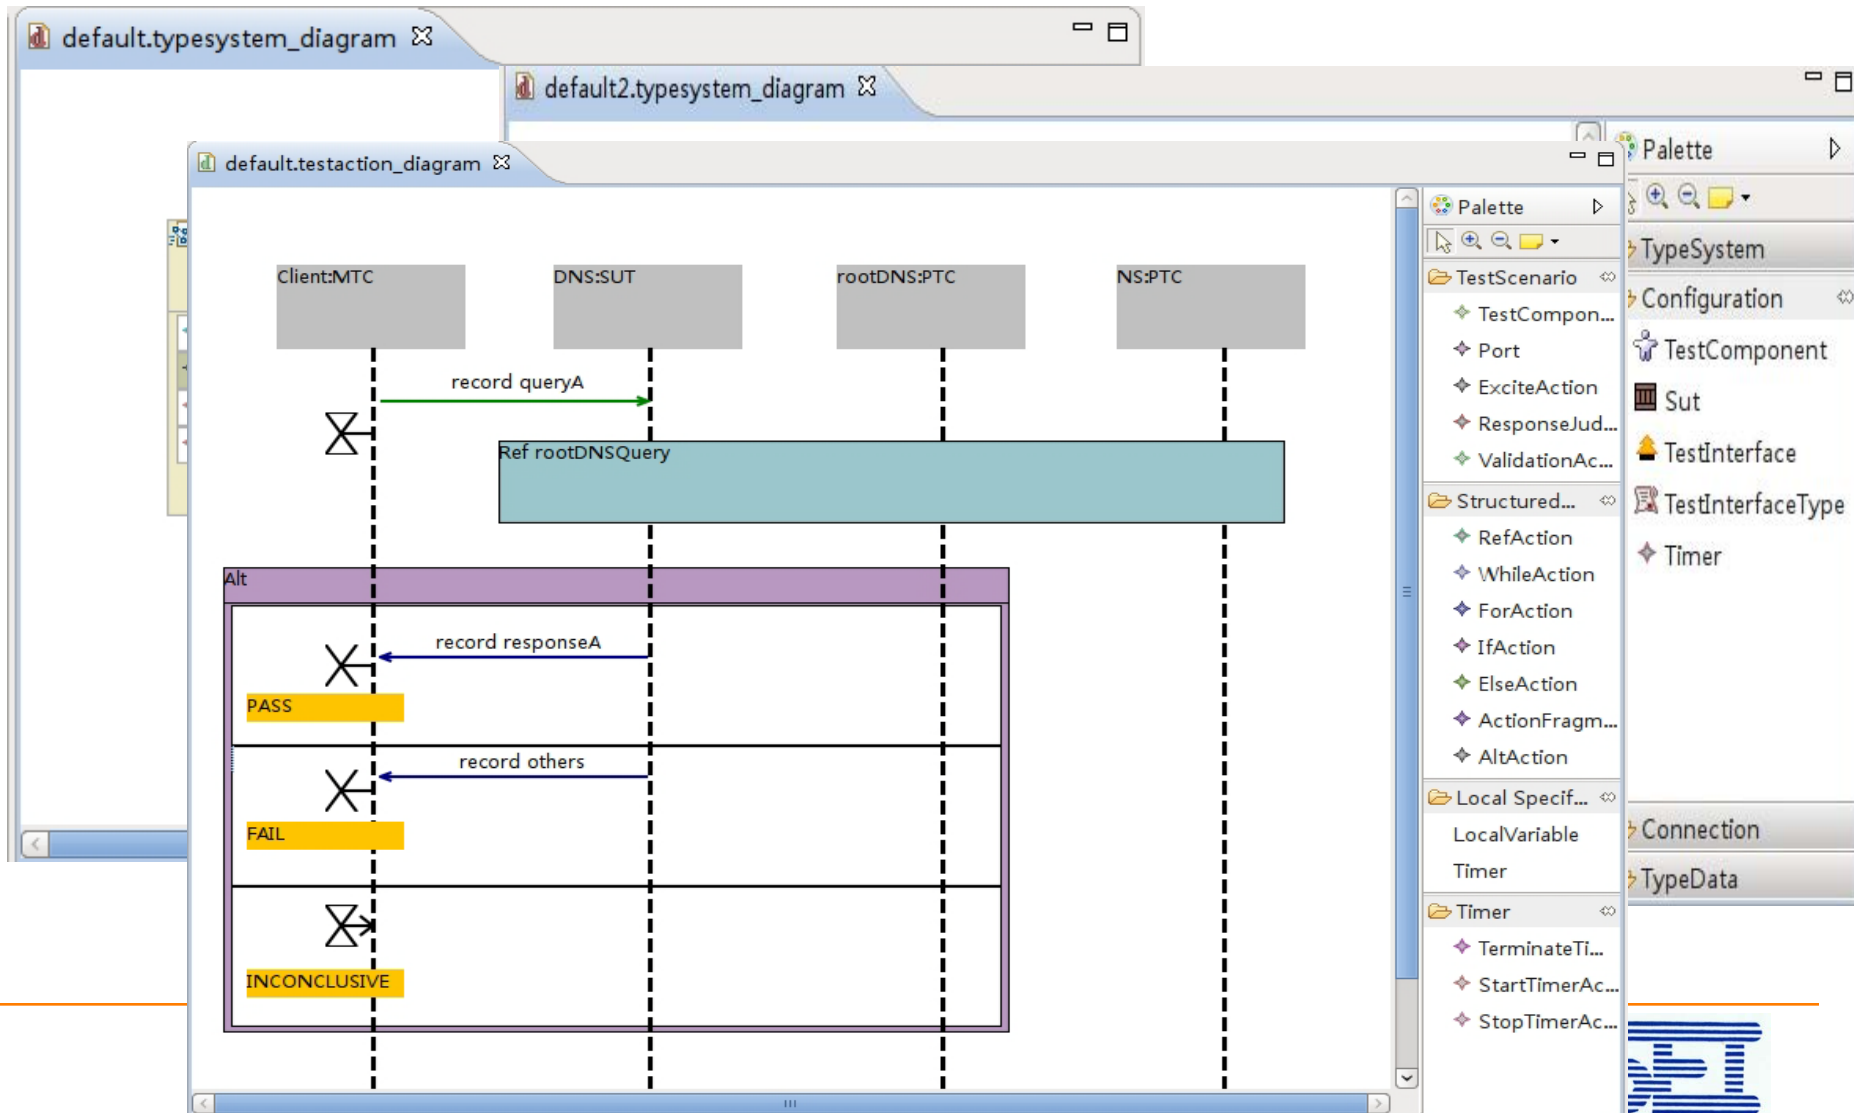 default.typesystem_diagram
default2.typesystem_diagram
default.testaction_diagram
Client:MTC
DNS:SUT
rootDNS:PTC
NS:PTC
record queryA
Ref rootDNSQuery
Alt
record responseA
PASS
record others
FAIL
INCONCLUSIVE
Palette
TestScenario
TestCompon...
Port
ExciteAction
ResponseJud...
ValidationAc...
Structured...
RefAction
WhileAction
ForAction
IfAction
ElseAction
ActionFragm...
AltAction
Local Specif...
LocalVariable
Timer
Timer
TerminateTi...
StartTimerAc...
StopTimerAc...
Palette
TypeSystem
Configuration
TestComponent
Sut
TestInterface
TestInterfaceType
Timer
Connection
TypeData